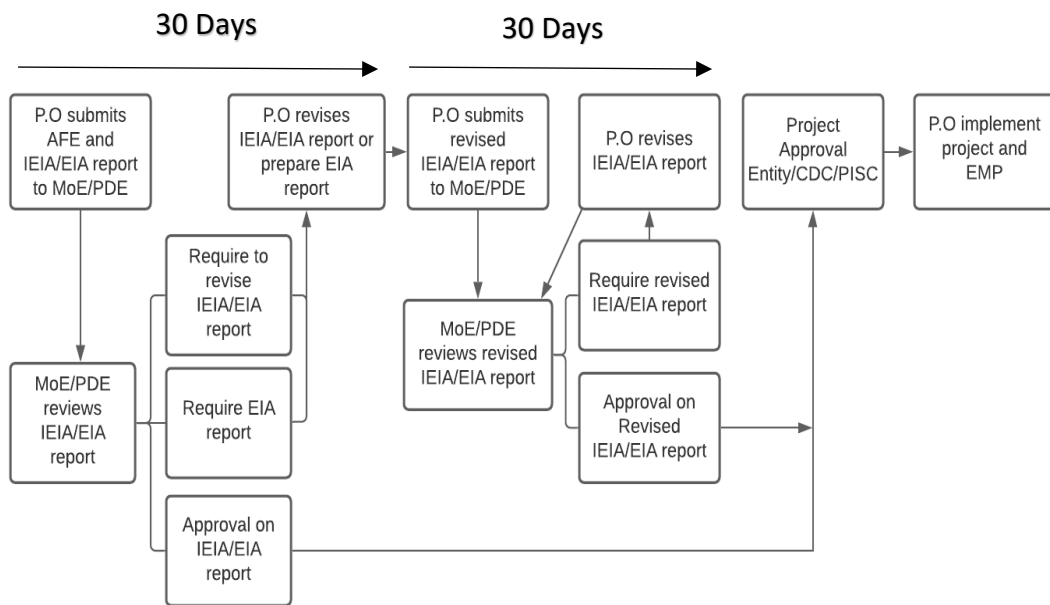 30 Days
30 Days
P.O submits
AFE and
IEIA/EIA report
to MoE/PDE
P.O revises
IEIA/EIA report or
prepare EIA
report
P.O submits
revised
IEIA/EIA report
to MoE/PDE
P.O revises
IEIA/EIA report
Project
Approval
Entity/CDC/PISC
P.O implement
project and
EMP
Require to
revise
IEIA/EIA
report
Require revised
IEIA/EIA report
MoE/PDE
reviews revised
IEIA/EIA report
MoE/PDE
reviews
IEIA/EIA
report
Require EIA
report
Approval on
Revised
IEIA/EIA report
Approval on
IEIA/EIA
report